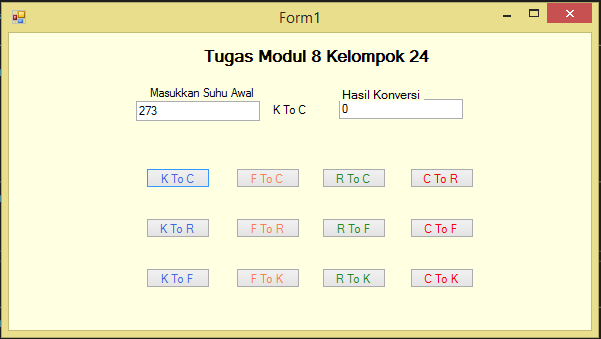 Form1
Tugas Modul 8 Kelompok 24
Masukkan Suhu Awal
Hasil Konversi
273
K To C
0
K To C
F To C
R To C
C To R
K To R
F To R
R To F
C To F
K To F
F To K
R To K
C To K